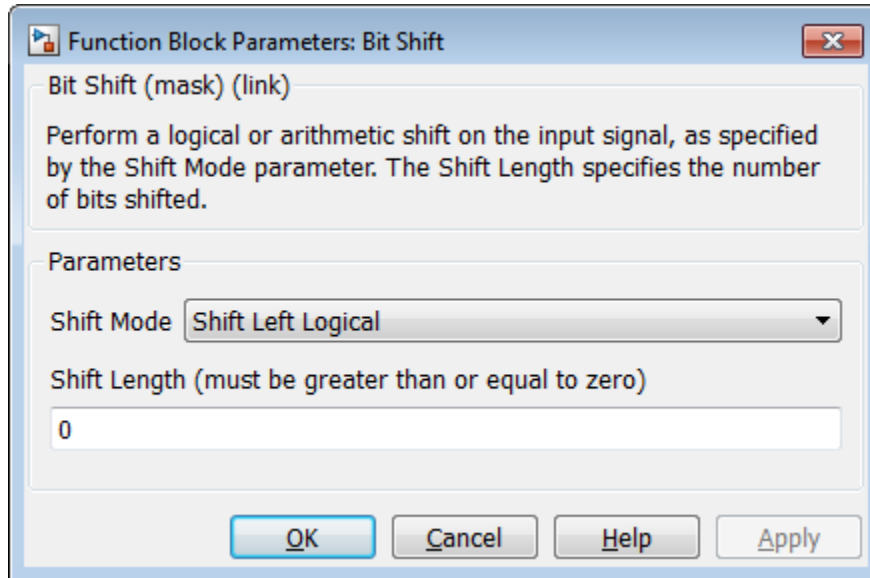 Function Block Parameters: Bit Shift
Bit Shift (mask) (link)
Perform a logical or arithmetic shift on the input signal, as specified
by the Shift Mode parameter. The Shift Length specifies the number
of bits shifted.
Parameters
Shift Mode Shift Left Logical
Shift Length (must be greater than or equal to zero)
0
OK Cancel Help Apply